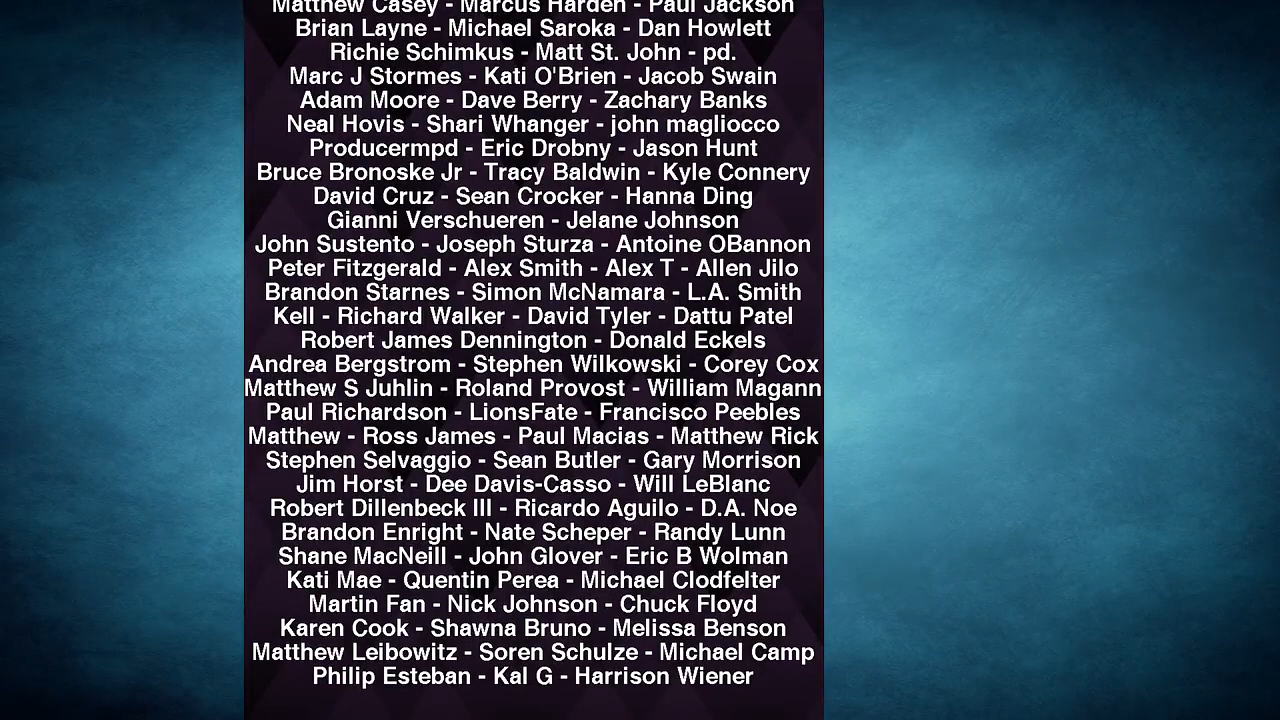 Matthew Casey - Marcus Harden - Paul Jackson
Brian Layne - Michael Saroka - Dan Howlett
Richie Schimkus - Matt St. John - pd.
Marc J Stormes - Kati O'Brien - Jacob Swain
Adam Moore - Dave Berry - Zachary Banks
Neal Hovis - Shari Whanger - john magliocco
Producermpd - Eric Drobny - Jason Hunt
Bruce Bronoske Jr - Tracy Baldwin - Kyle Connery
David Cruz - Sean Crocker - Hanna Ding
Gianni Verschueren - Jelane Johnson
John Sustento - Joseph Sturza - Antoine OBannon
Peter Fitzgerald - Alex Smith - Alex T - Allen Jilo
Brandon Starnes - Simon McNamara - L.A. Smith
Kell - Richard Walker - David Tyler - Dattu Patel
Robert James Dennington - Donald Eckels
Andrea Bergstrom - Stephen Wilkowski - Corey Cox
Matthew S Juhlin - Roland Provost - William Magann
Paul Richardson - LionsFate - Francisco Peebles
Matthew - Ross James - Paul Macias - Matthew Rick
Stephen Selvaggio - Sean Butler - Gary Morrison
Jim Horst - Dee Davis-Casso - Will LeBlanc
Robert Dillenbeck III - Ricardo Aguilo - D.A. Noe
Brandon Enright - Nate Scheper - Randy Lunn
Shane MacNeill - John Glover - Eric B Wolman
Kati Mae - Quentin Perea - Michael Clodfelter
Martin Fan - Nick Johnson - Chuck Floyd
Karen Cook - Shawna Bruno - Melissa Benson
Matthew Leibowitz - Soren Schulze - Michael Camp
Philip Esteban - Kal G - Harrison Wiener